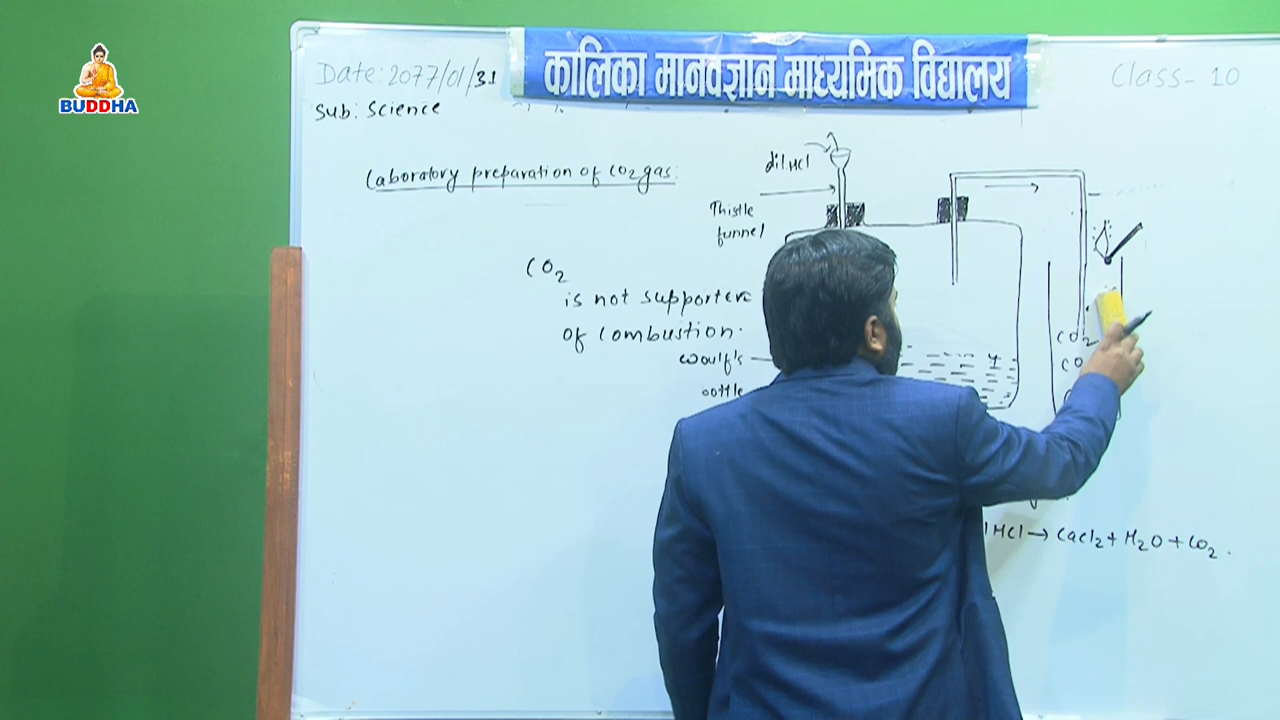 BUDDHA
कालिका मानवज्ञान माध्यमिक विद्यालय
Date: 2077/01/31
Class- 10
Sub: Science
Laboratory preparation of CO2 gas:
dil.HCl
Thistle
funnel
CO2
is not supporter
of combustion.
woulf's
bottle
CO2
CO
HCl → CaCl2 + H2O + CO2.